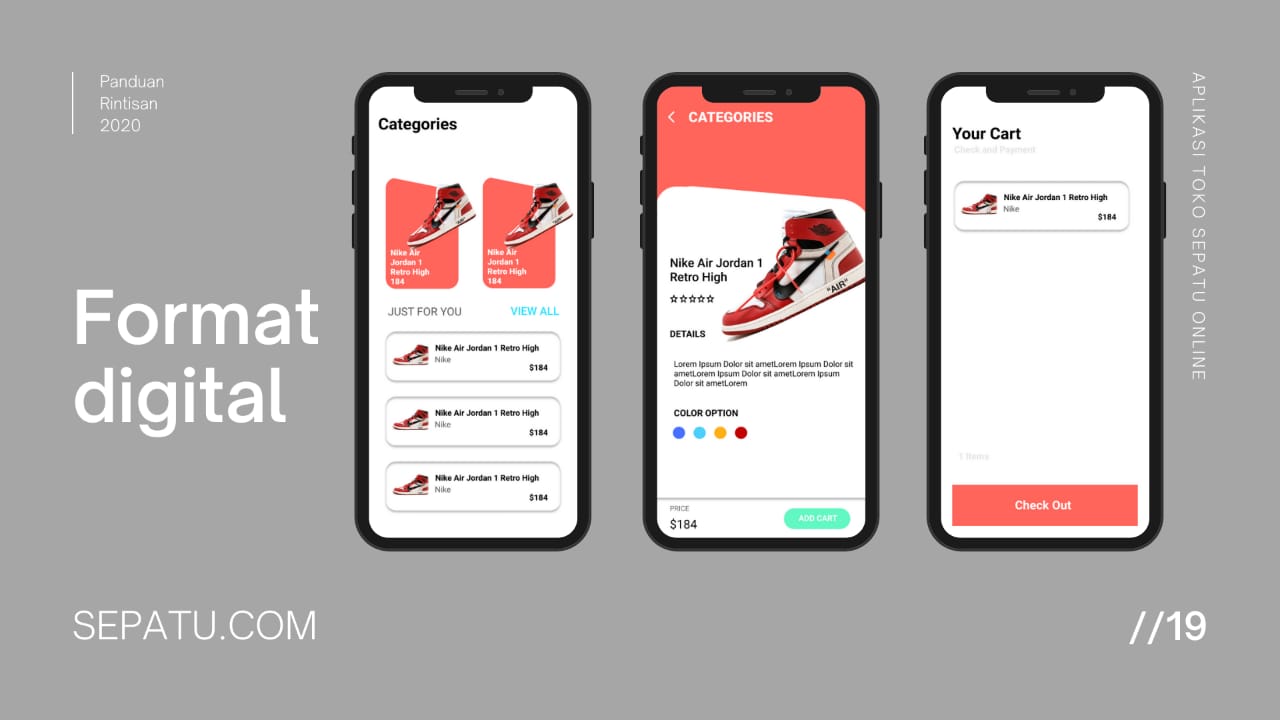 Panduan
Rintisan
2020
Format
digital
SEPATU.COM
Categories
Nike Air
Jordan 1
Retro High
184
Nike Air
Jordan 1
Retro High
184
JUST FOR YOU
VIEW ALL
Nike Air Jordan 1 Retro High
Nike
$184
Nike Air Jordan 1 Retro High
Nike
$184
Nike Air Jordan 1 Retro High
Nike
$184
CATEGORIES
Nike Air Jordan 1
Retro High
"AIR"
DETAILS
Lorem Ipsum Dolor sit ametLorem Ipsum Dolor sit
ametLorem Ipsum Dolor sit ametLorem Ipsum
Dolor sit ametLorem
COLOR OPTION
PRICE
$184
ADD CART
Your Cart
Check and Payment
Nike Air Jordan 1 Retro High
Nike
$184
1 Items
Check Out
APLIKASI TOKO SEPATU ONLINE
//19